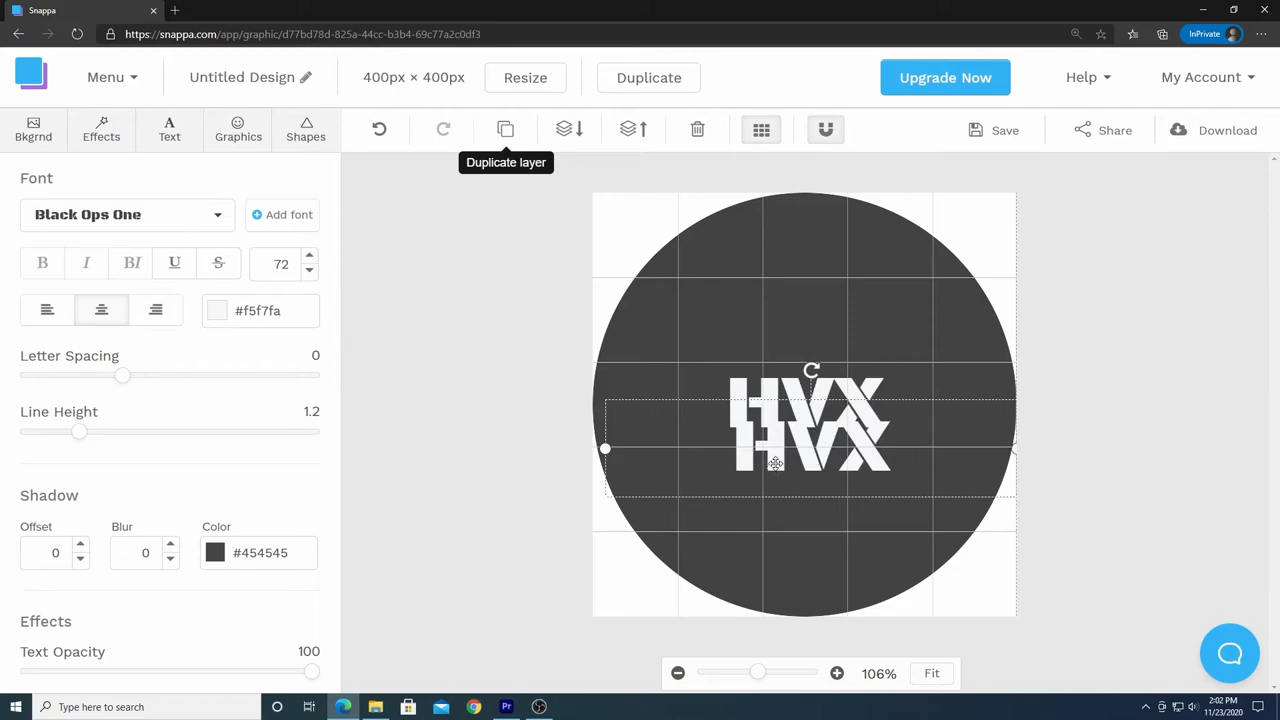 Snappa
https://snappa.com/app/graphic/d77bd78d-825a-44cc-b3b4-69c77a2c0df3
InPrivate
Menu
Untitled Design
400px × 400px
Resize
Duplicate
Upgrade Now
Help
My Account
Bkgrnd
Effects
Text
Graphics
Shapes
Save
Share
Download
Duplicate layer
Font
Black Ops One
Add font
B
I
BI
U
S
72
#f5f7fa
Letter Spacing
0
Line Height
1.2
Shadow
Offset
Blur
Color
0
0
#454545
Effects
Text Opacity
100
HVX
HVX
106%
Fit
Type here to search
Pr
2:02 PM
11/23/2020